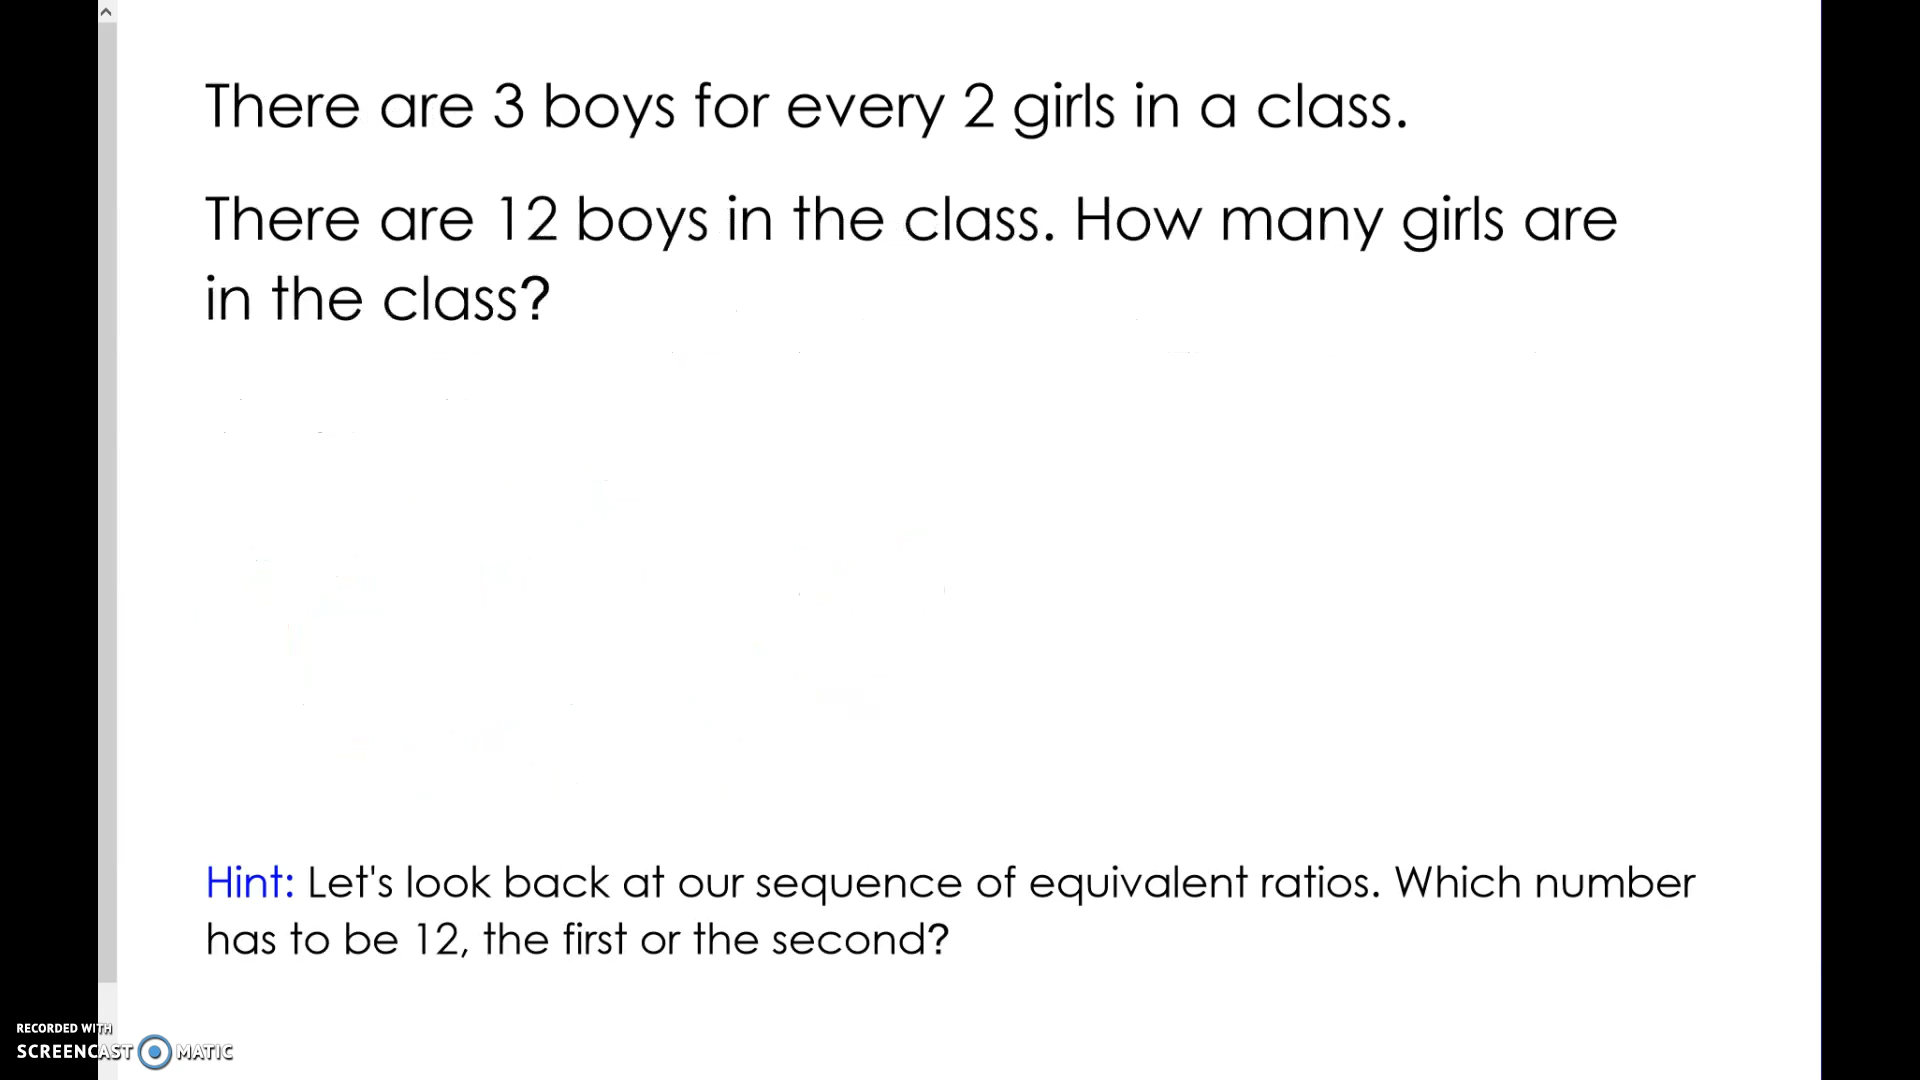 There are 3 boys for every 2 girls in a class.
There are 12 boys in the class. How many girls are
in the class?
Hint: Let's look back at our sequence of equivalent ratios. Which number
has to be 12, the first or the second?
RECORDED WITH
SCREENCAST MATIC